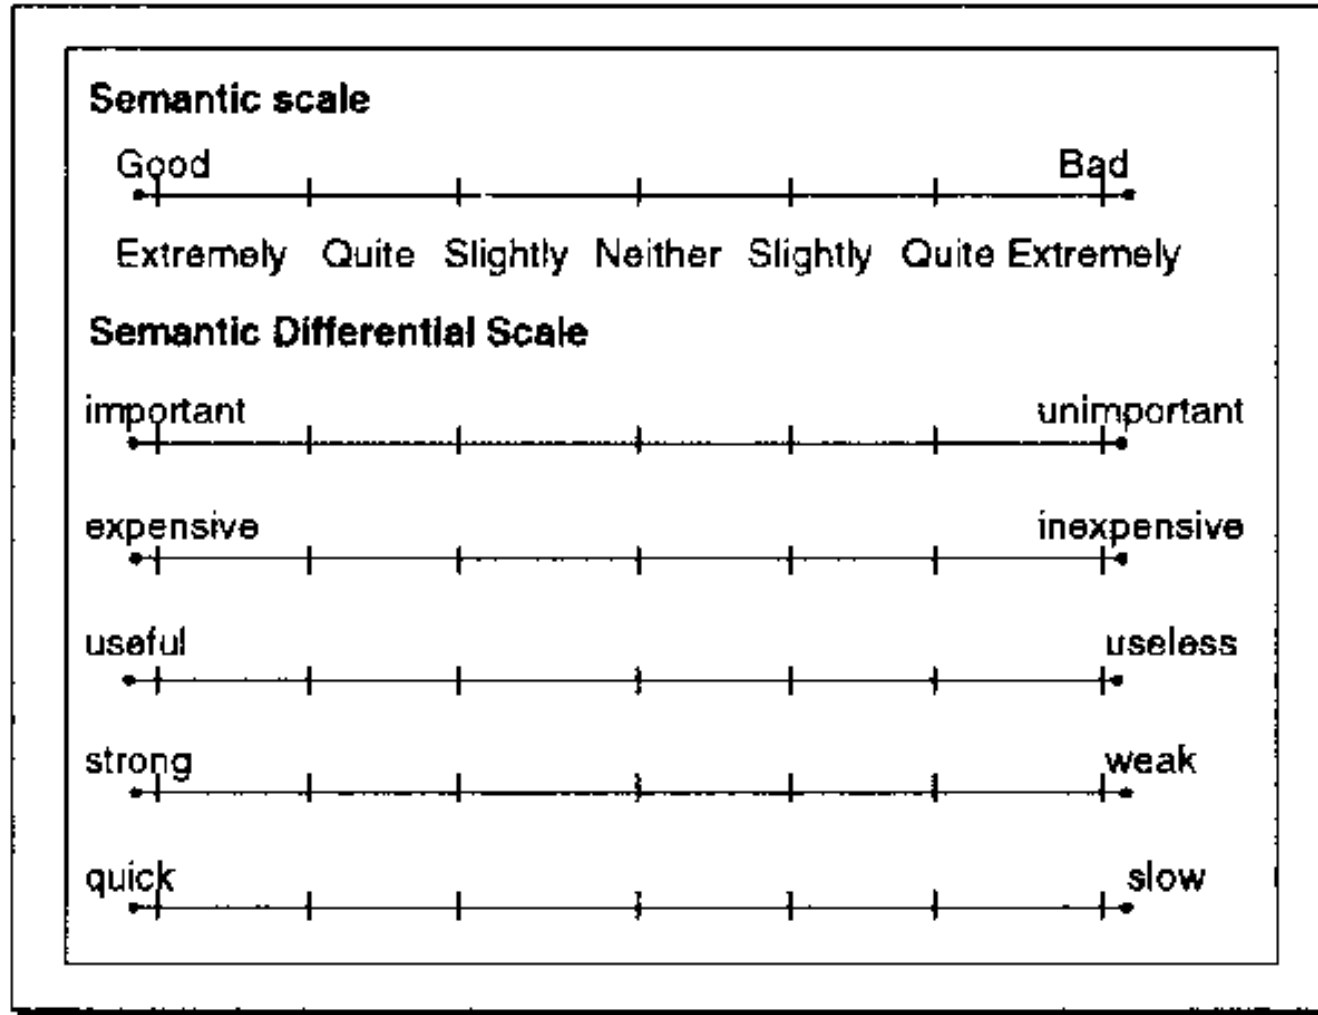 Semantic scale
Good Bad
Extremely Quite Slightly Neither Slightly Quite Extremely
Semantic Differential Scale
important unimportant
expensive inexpensive
useful useless
strong weak
quick slow